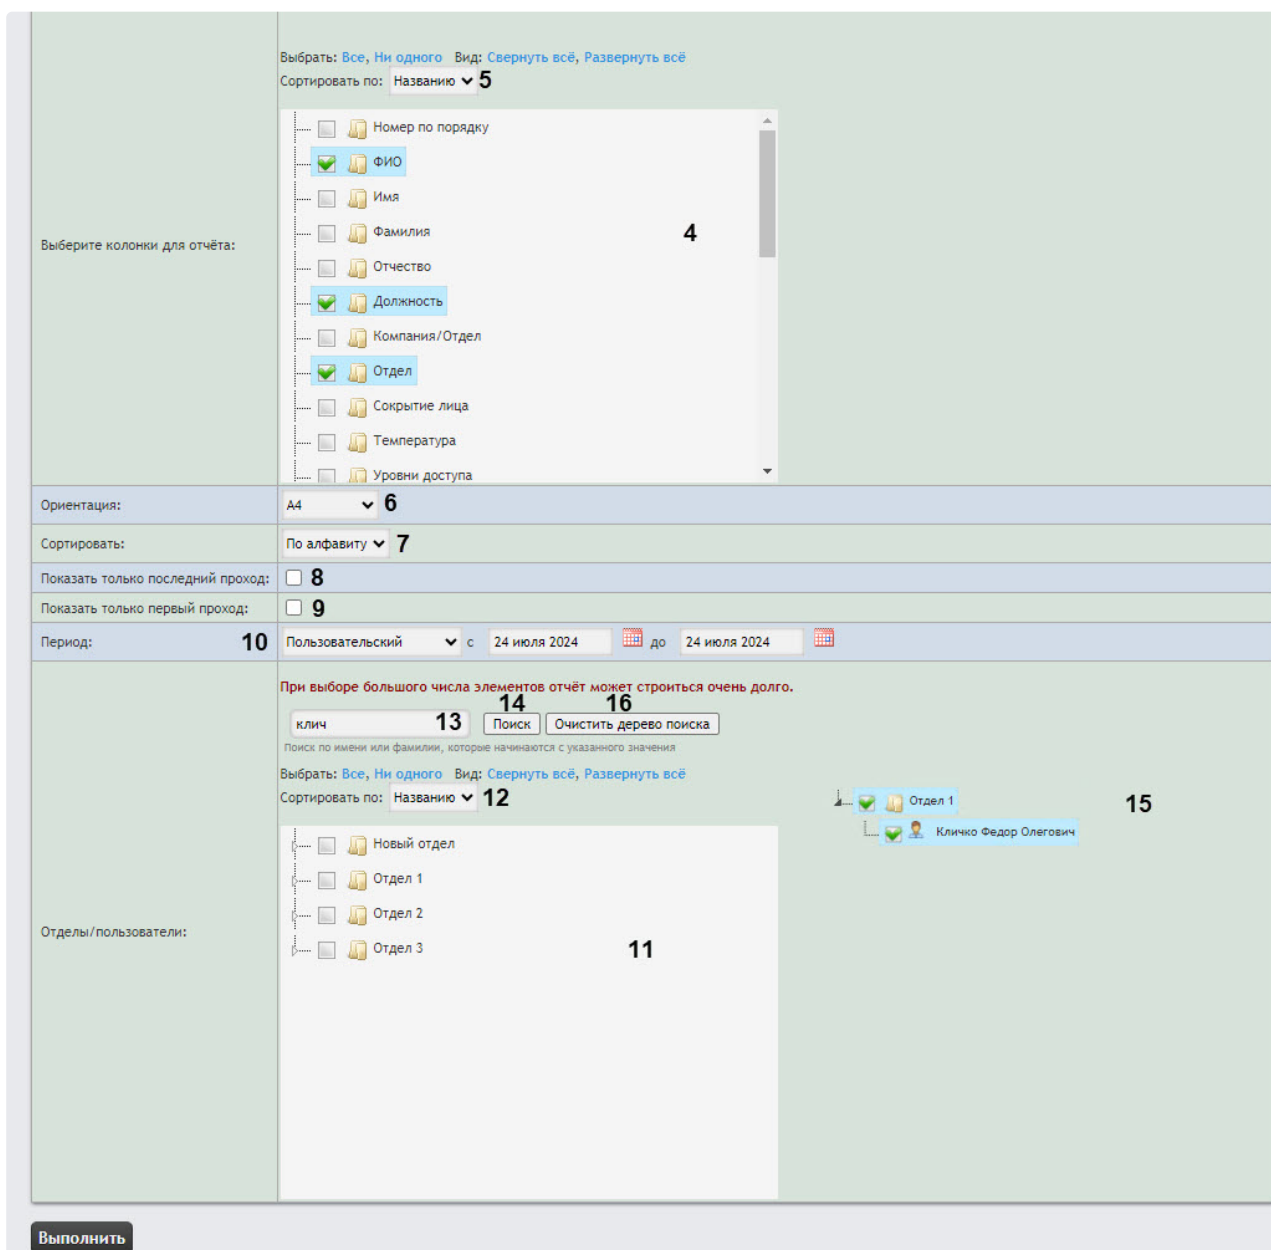 Выбрать: Все, Ни одного Вид: Свернуть всё, Развернуть всё
Сортировать по: Названию 5
Номер по порядку
ФИО
Имя
Фамилия 4
Выберите колонки для отчёта:
Отчество
Должность
Компания/Отдел
Отдел
Сокрытие лица
Температура
Уровни доступа
Ориентация: A4 6
Сортировать: По алфавиту 7
Показать только последний проход: 8
Показать только первый проход: 9
Период: 10 Пользовательский с 24 июля 2024 до 24 июля 2024
При выборе большого числа элементов отчёт может строиться очень долго.
14 16
клич 13 Поиск Очистить дерево поиска
Поиск по имени или фамилии, которые начинаются с указанного значения
Выбрать: Все, Ни одного Вид: Свернуть всё, Развернуть всё
Сортировать по: Названию 12
Отдел 1 15
Кличко Федор Олегович
Новый отдел
Отдел 1
Отдел 2
Отделы/пользователи:
Отдел 3 11
Выполнить